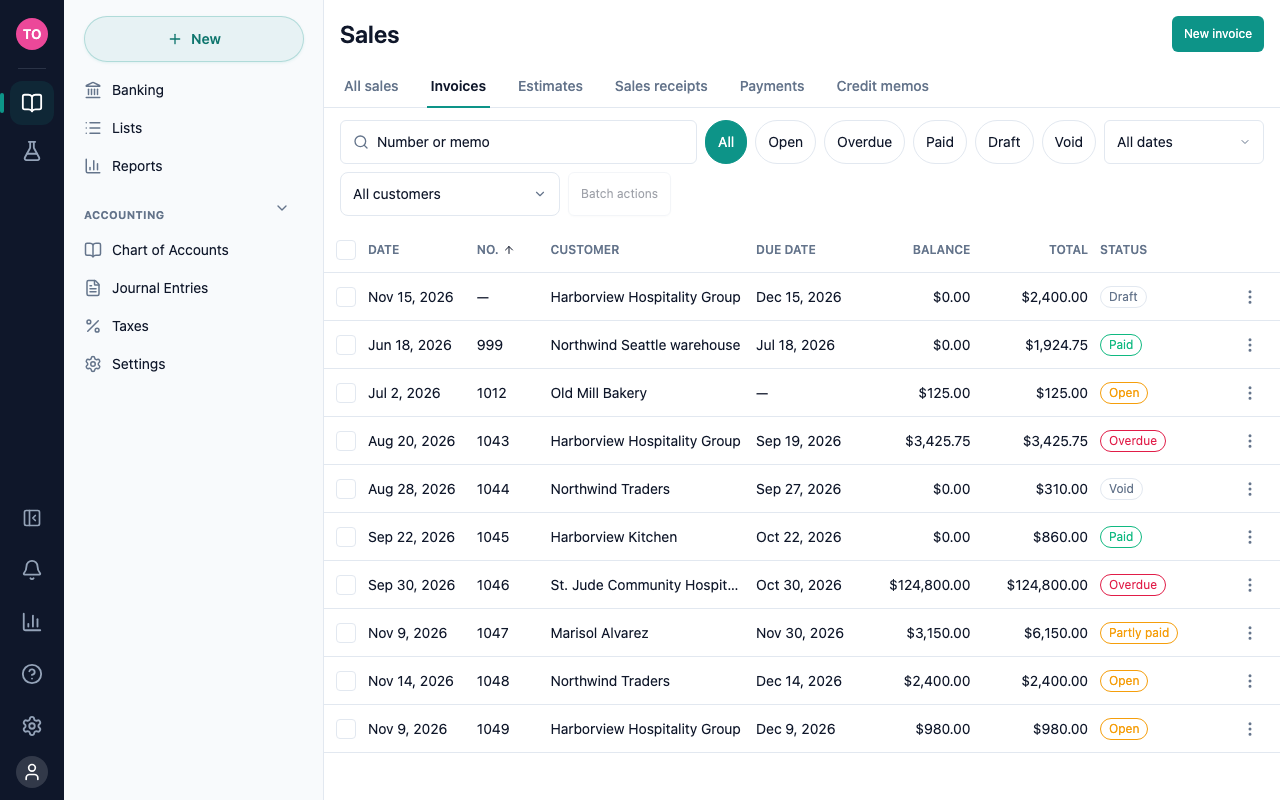 TO
New
Banking
Lists
Reports
ACCOUNTING
Chart of Accounts
Journal Entries
Taxes
Settings
Sales
New invoice
All sales Invoices Estimates Sales receipts Payments Credit memos
Number or memo All Open Overdue Paid Draft Void All dates
All customers Batch actions
DATE NO. CUSTOMER DUE DATE BALANCE TOTAL STATUS
Nov 15, 2026 — Harborview Hospitality Group Dec 15, 2026 $0.00 $2,400.00 Draft
Jun 18, 2026 999 Northwind Seattle warehouse Jul 18, 2026 $0.00 $1,924.75 Paid
Jul 2, 2026 1012 Old Mill Bakery — $125.00 $125.00 Open
Aug 20, 2026 1043 Harborview Hospitality Group Sep 19, 2026 $3,425.75 $3,425.75 Overdue
Aug 28, 2026 1044 Northwind Traders Sep 27, 2026 $0.00 $310.00 Void
Sep 22, 2026 1045 Harborview Kitchen Oct 22, 2026 $0.00 $860.00 Paid
Sep 30, 2026 1046 St. Jude Community Hospit... Oct 30, 2026 $124,800.00 $124,800.00 Overdue
Nov 9, 2026 1047 Marisol Alvarez Nov 30, 2026 $3,150.00 $6,150.00 Partly paid
Nov 14, 2026 1048 Northwind Traders Dec 14, 2026 $2,400.00 $2,400.00 Open
Nov 9, 2026 1049 Harborview Hospitality Group Dec 9, 2026 $980.00 $980.00 Open